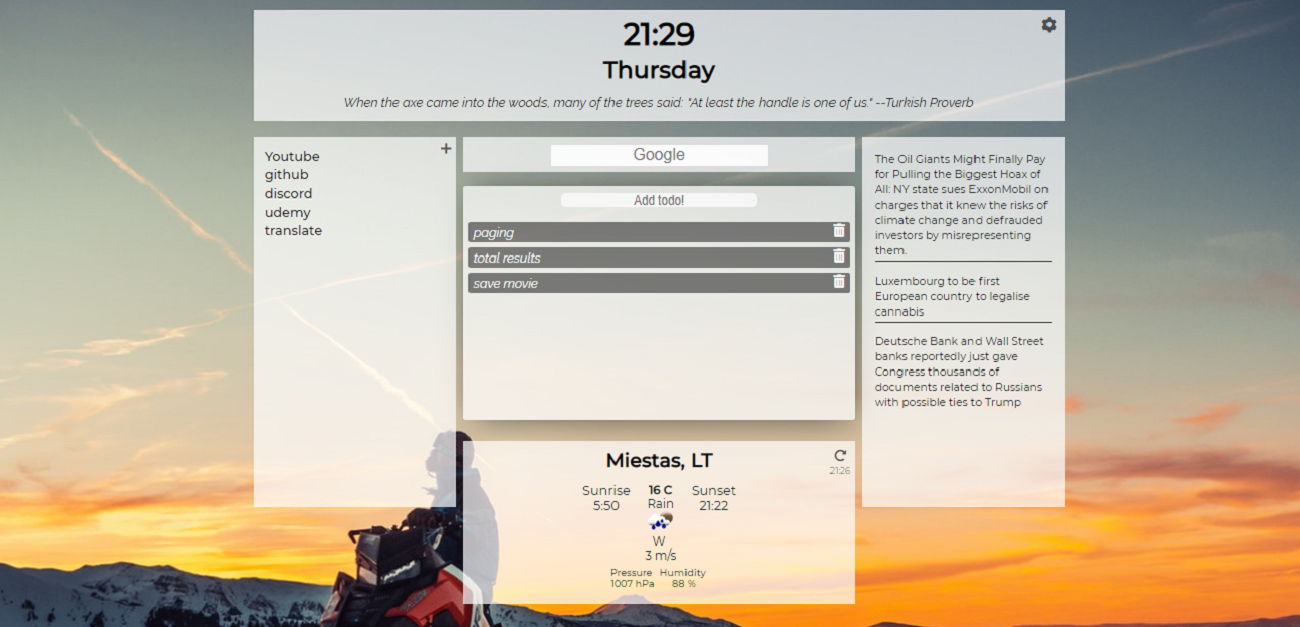 21:29
Thursday
When the axe came into the woods, many of the trees said: "At least the handle is one of us." --Turkish Proverb
Youtube
github
discord
udemy
translate
Google
Add todo!
paging
total results
save movie
Miestas, LT
21:26
Sunrise 16 C Sunset
5:50 Rain 21:22
W
3 m/s
Pressure Humidity
1007 hPa 88 %
The Oil Giants Might Finally Pay
for Pulling the Biggest Hoax of
All: NY state sues ExxonMobil on
charges that it knew the risks of
climate change and defrauded
investors by misrepresenting
them.
Luxembourg to be first
European country to legalise
cannabis
Deutsche Bank and Wall Street
banks reportedly just gave
Congress thousands of
documents related to Russians
with possible ties to Trump